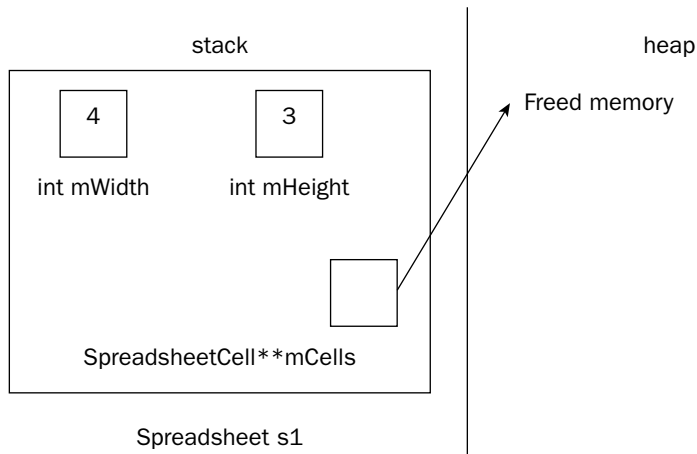 stack
heap
4
3
Freed memory
int mWidth
int mHeight
SpreadsheetCell**mCells
Spreadsheet s1